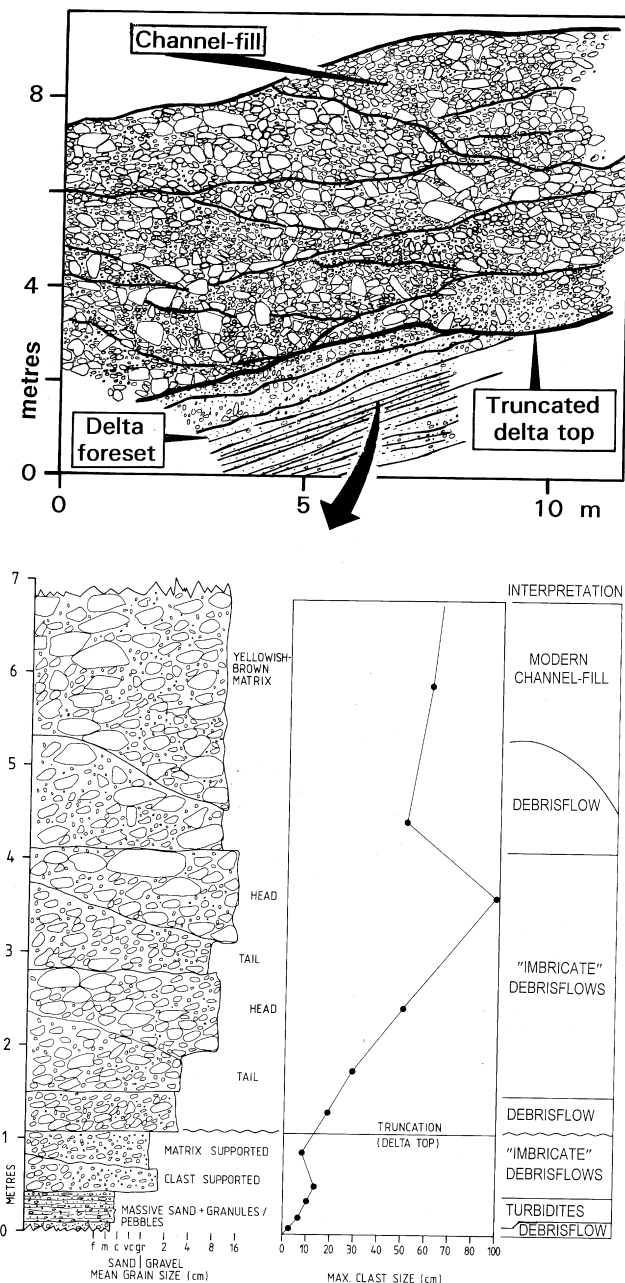 Channel-fill
8
4
metres
Delta
foreset
Truncated
delta top
0
0
5
10 m
7
INTERPRETATION
YELLOWISH-
BROWN
MATRIX
MODERN
CHANNEL-FILL
6
5
DEBRISFLOW
4
HEAD
TAIL
3
"IMBRICATE"
DEBRISFLOWS
HEAD
2
TAIL
DEBRISFLOW
TRUNCATION
(DELTA TOP)
1
MATRIX SUPPORTED
"IMBRICATE"
DEBRISFLOWS
CLAST SUPPORTED
METRES
MASSIVE SAND + GRANULES /
PEBBLES
TURBIDITES
DEBRISFLOW
0
f m c vc gr 2 4 8 16
SAND GRAVEL
MEAN GRAIN SIZE (cm)
0 10 20 30 40 50 60 70 80 100
MAX. CLAST SIZE (cm)